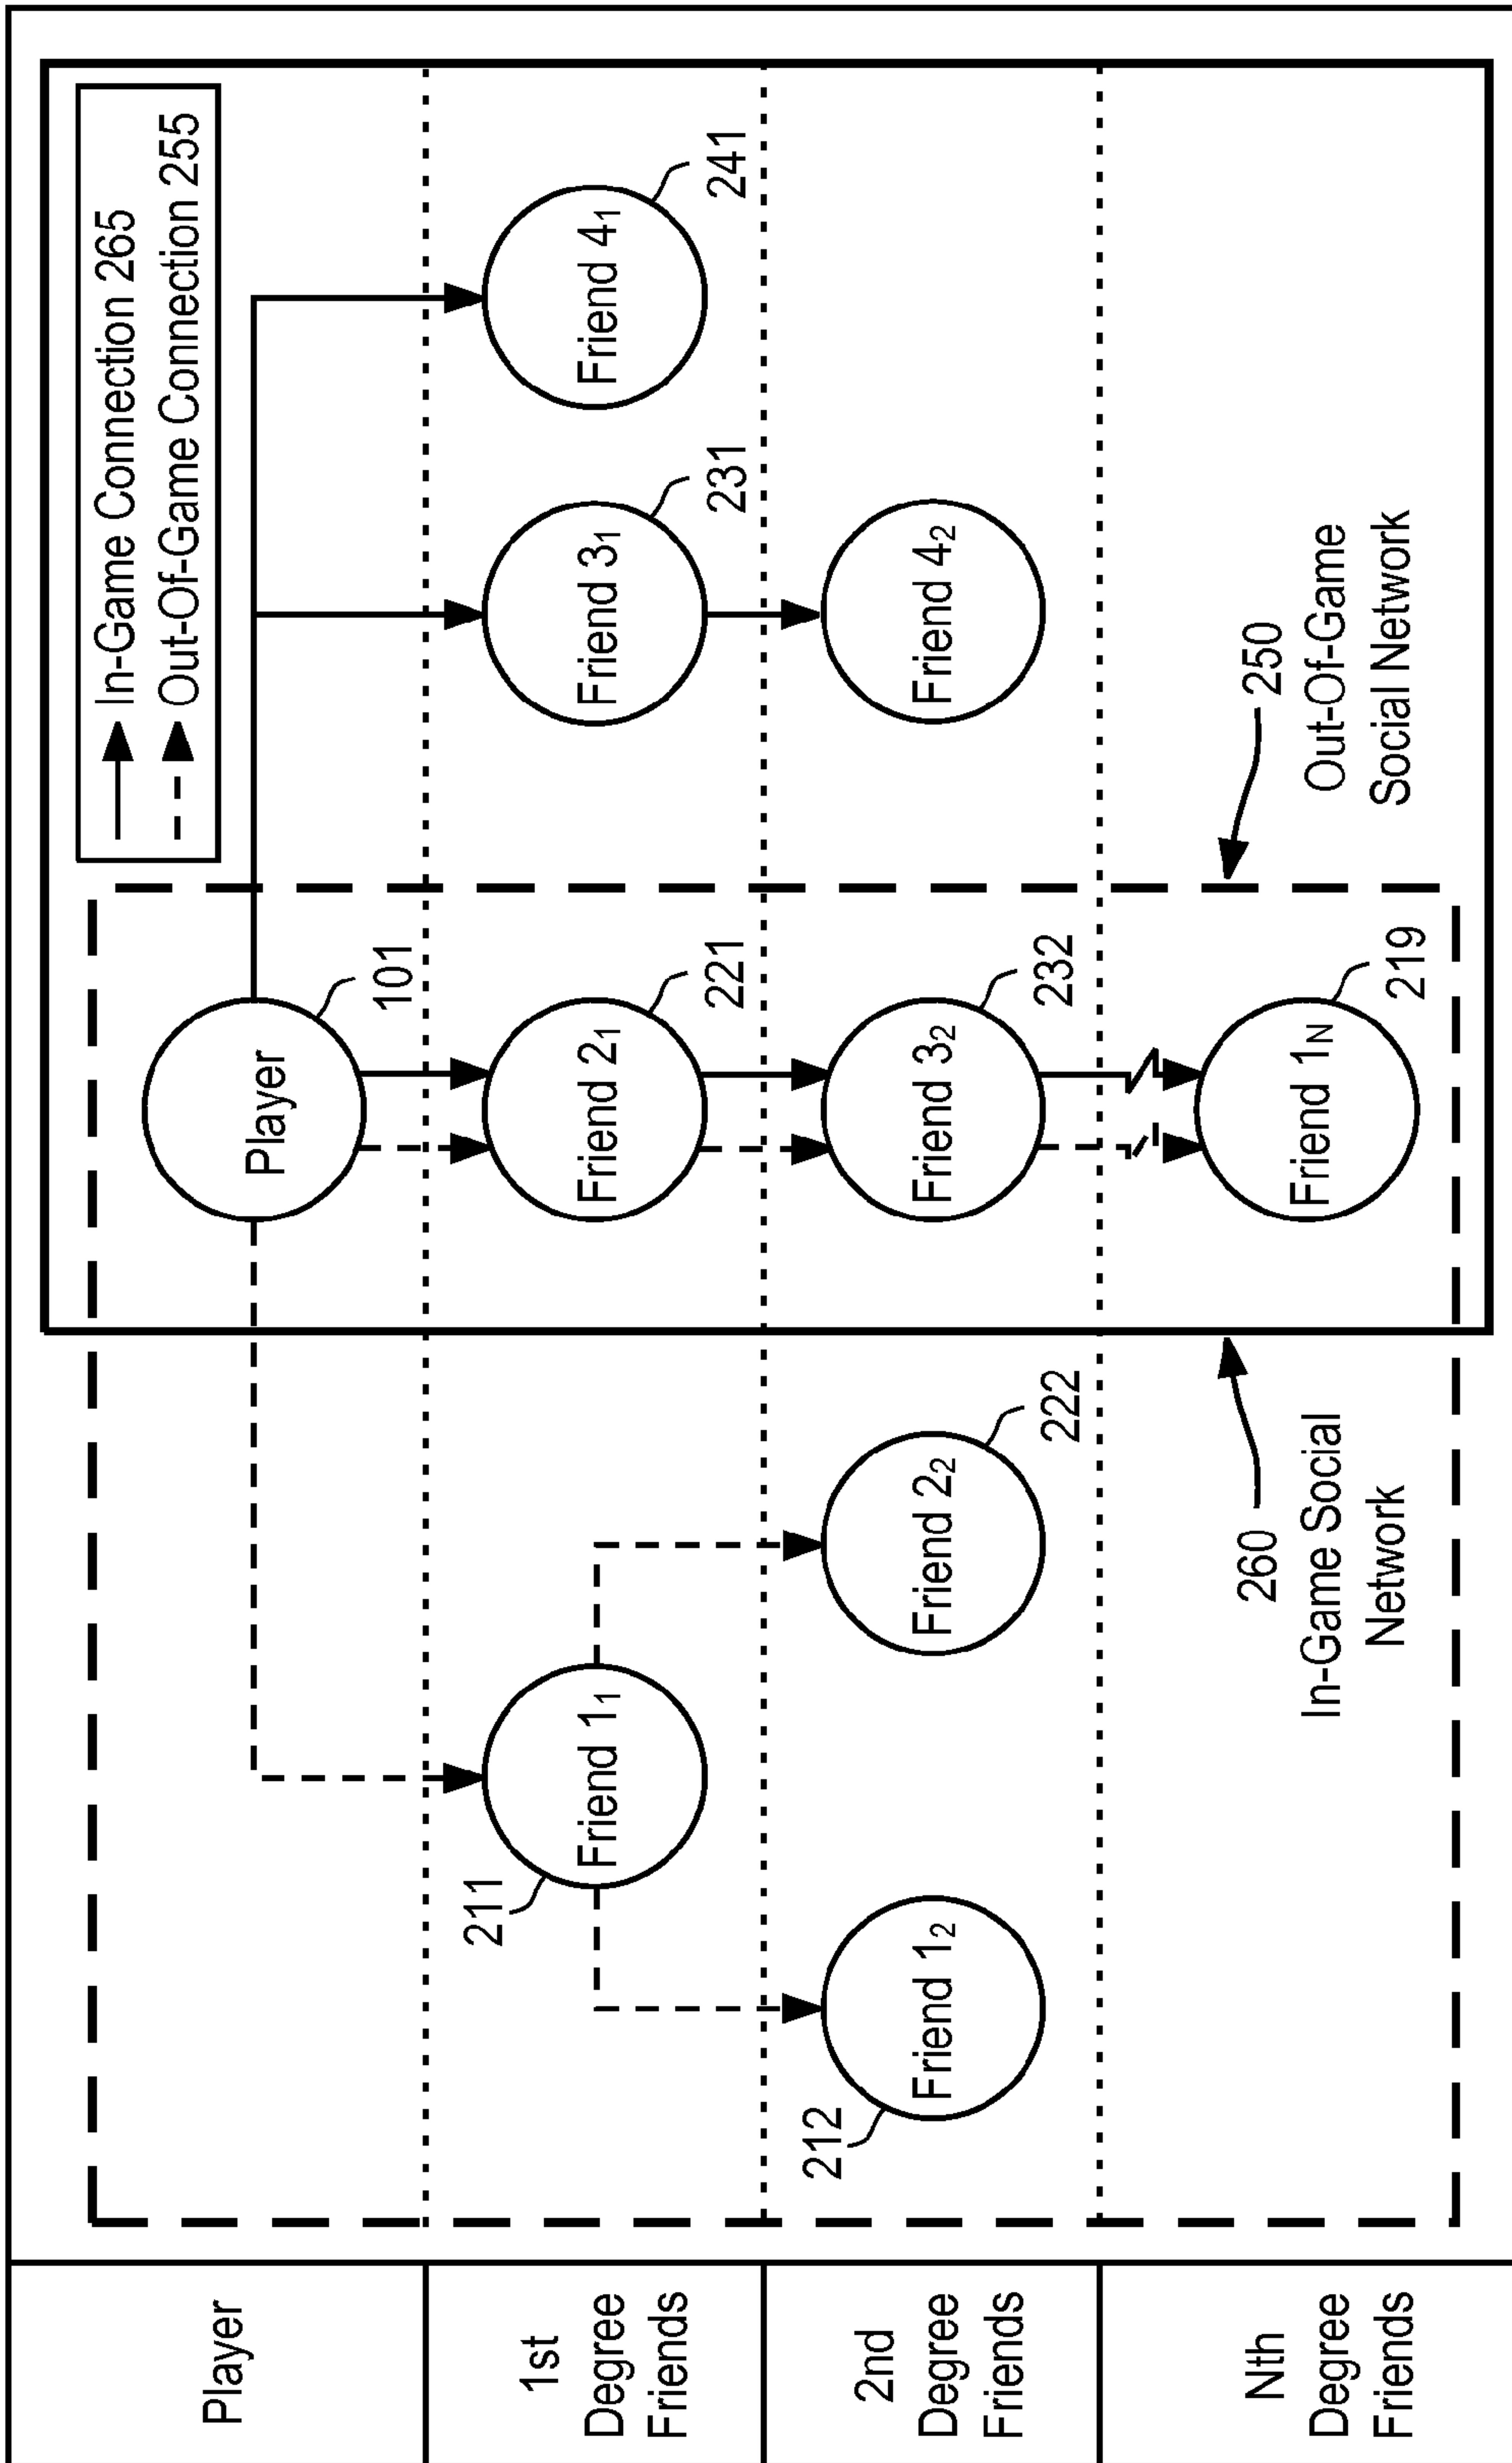 Player
1st
Degree
Friends
2nd
Degree
Friends
Nth
Degree
Friends
In-Game Connection 265
Out-Of-Game Connection 255
Player
101
211
Friend 1₁
Friend 2₁
221
Friend 3₁
231
Friend 4₁
241
212
Friend 1₂
Friend 2₂
222
Friend 3₂
232
Friend 4₂
260
In-Game Social
Network
Friend 1N
219
250
Out-Of-Game
Social Network